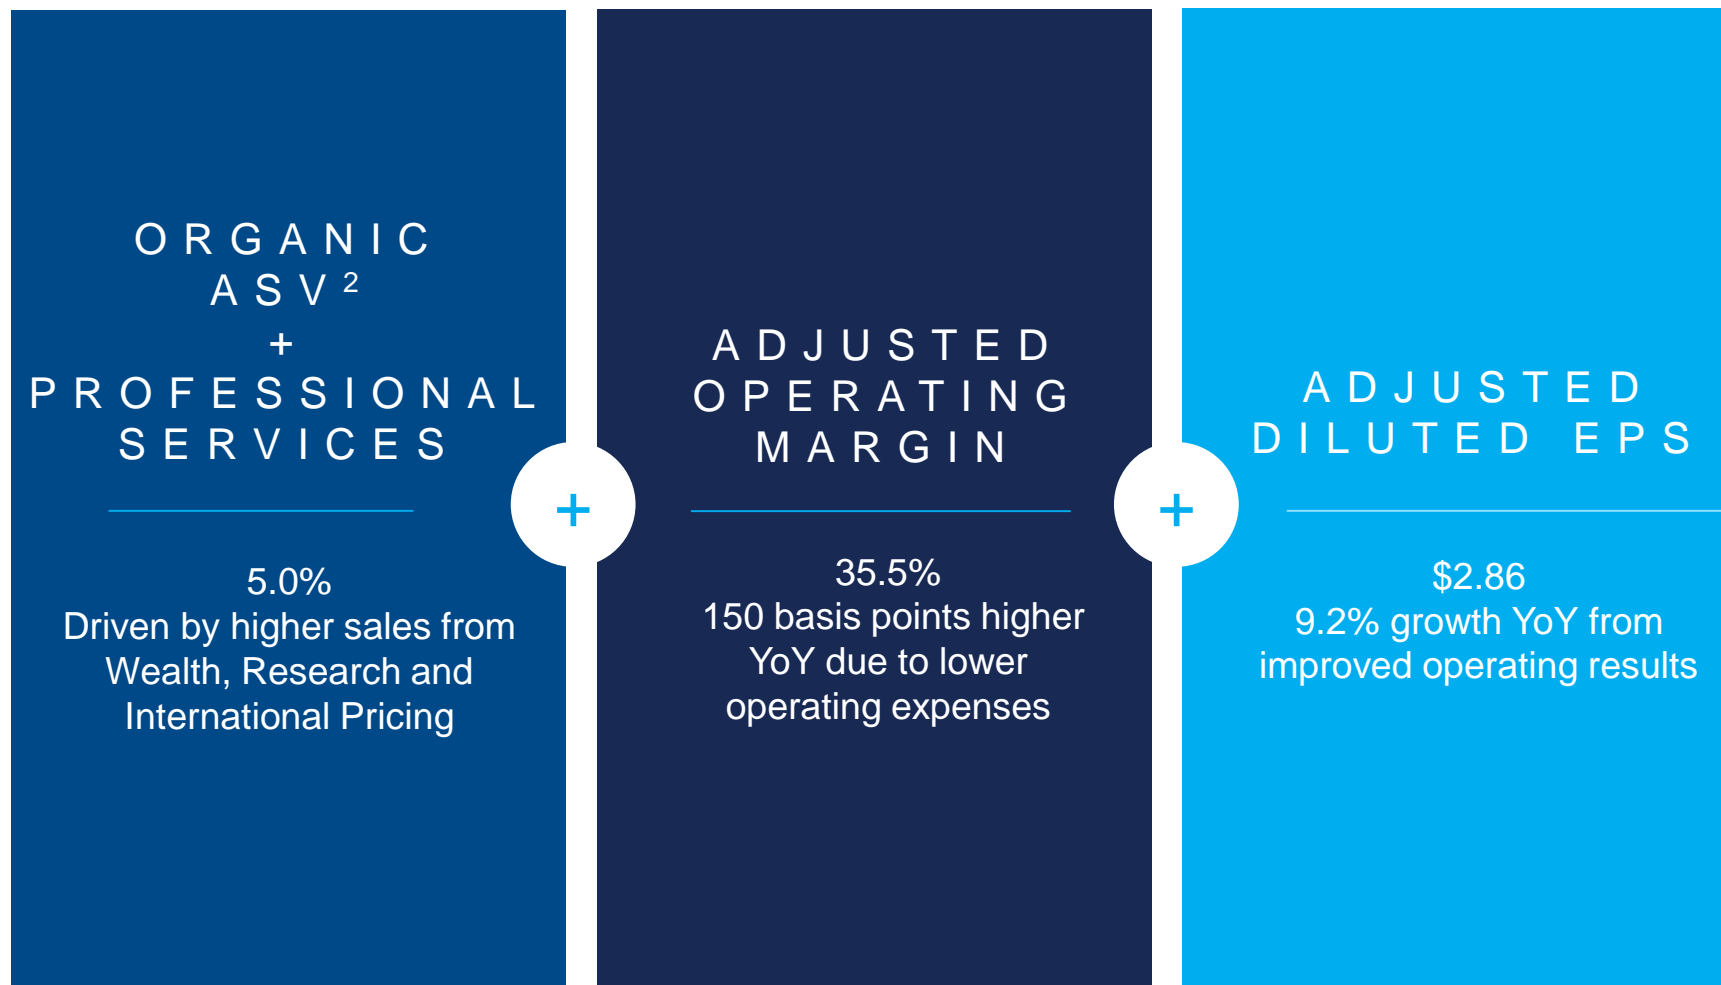 ORGANIC
ASV²
+
PROFESSIONAL
SERVICES
5.0%
Driven by higher sales from
Wealth, Research and
International Pricing
+
ADJUSTED
OPERATING
MARGIN
35.5%
150 basis points higher
YoY due to lower
operating expenses
+
ADJUSTED
DILUTED EPS
$2.86
9.2% growth YoY from
improved operating results